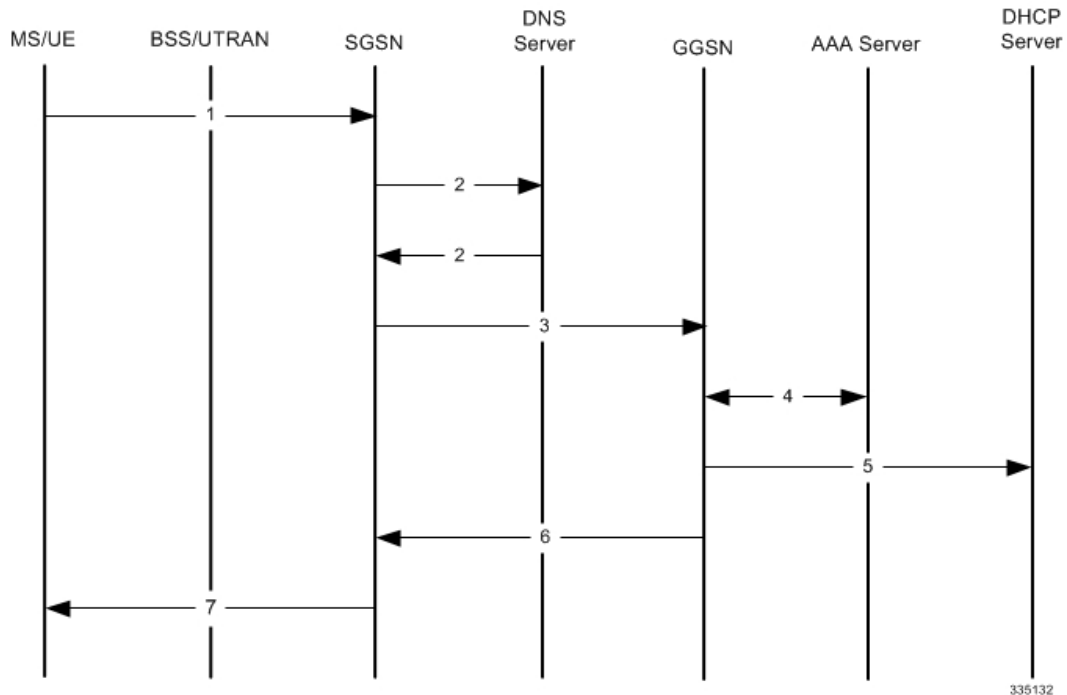 MS/UE
BSS/UTRAN
SGSN
DNS
Server
GGSN
AAA Server
DHCP
Server
1
2
2
3
4
5
6
7
335132